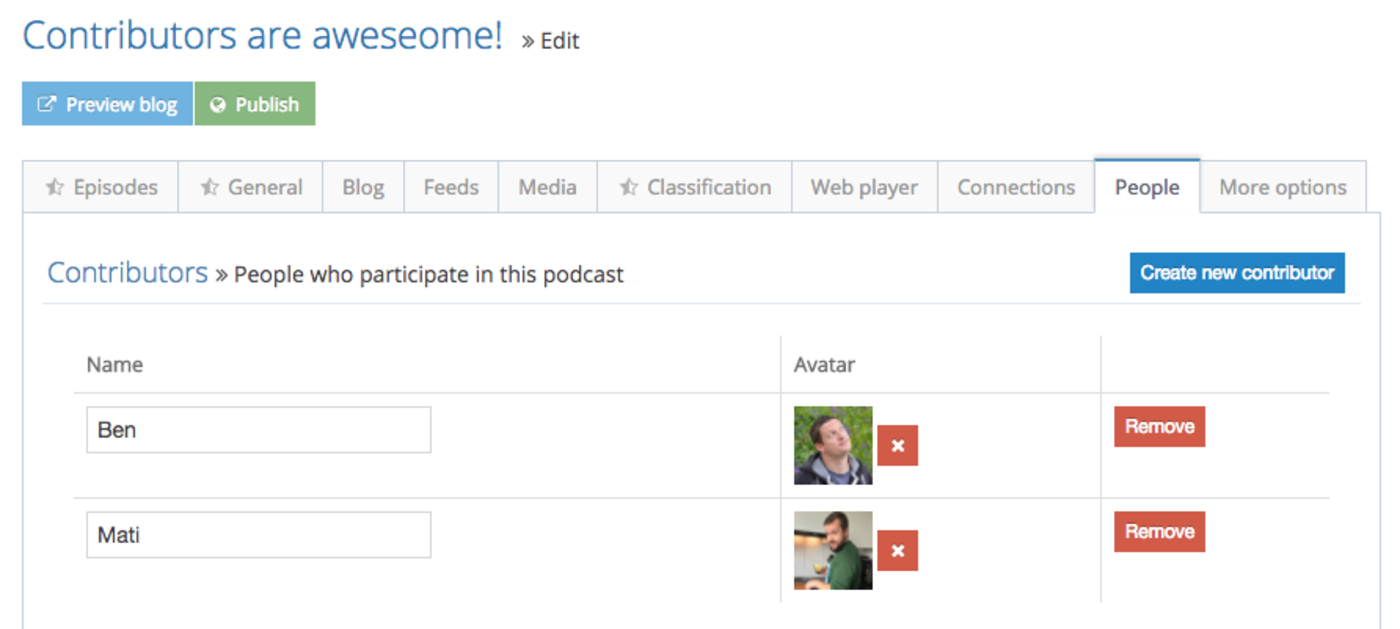 Contributors are aweseome! » Edit
Preview blog Publish
Episodes General Blog Feeds Media Classification Web player Connections People More options
Contributors » People who participate in this podcast Create new contributor
Name Avatar
Ben Remove
Mati Remove